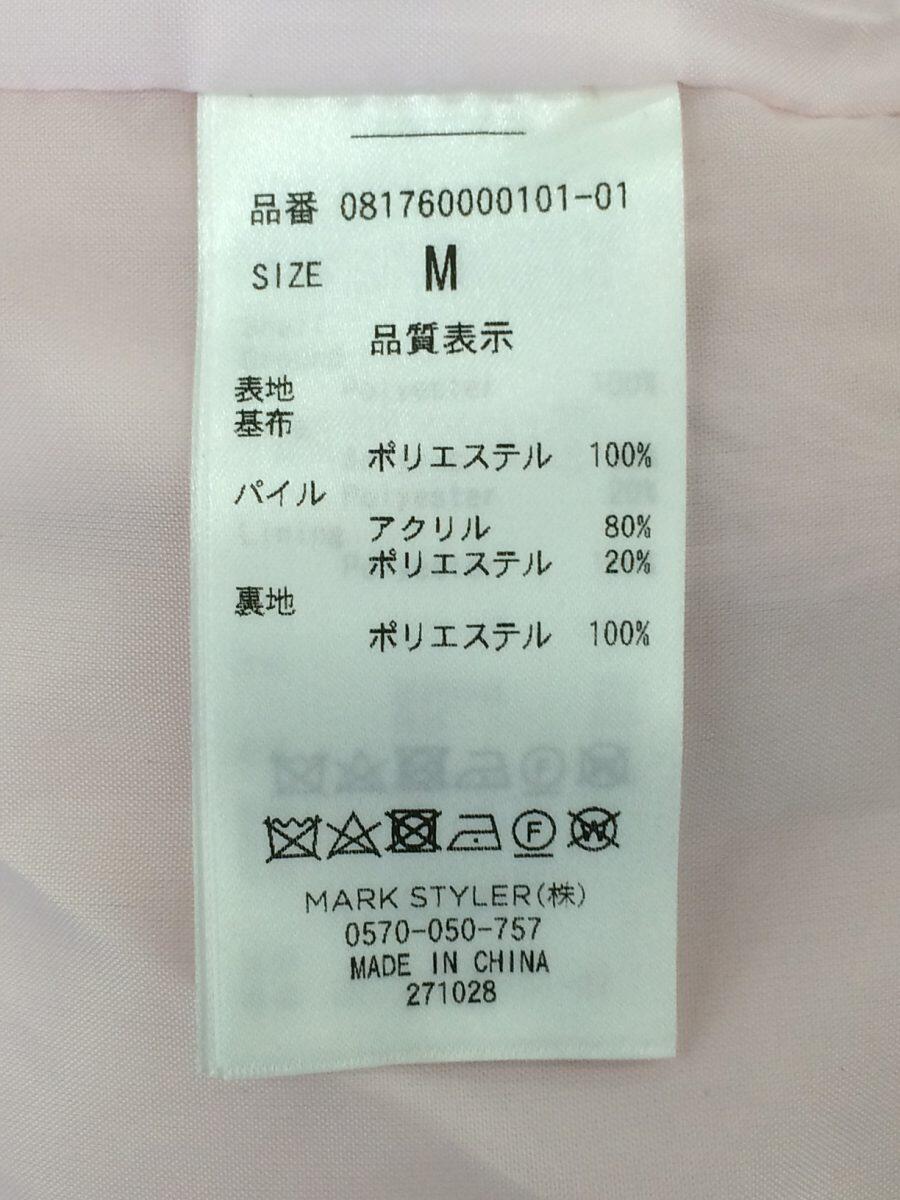 品番 081760000101-01
SIZE M
品質表示
表地
基布
ポリエステル 100%
パイル
アクリル 80%
ポリエステル 20%
裏地
ポリエステル 100%
F W
MARK STYLER(株)
0570-050-757
MADE IN CHINA
271028